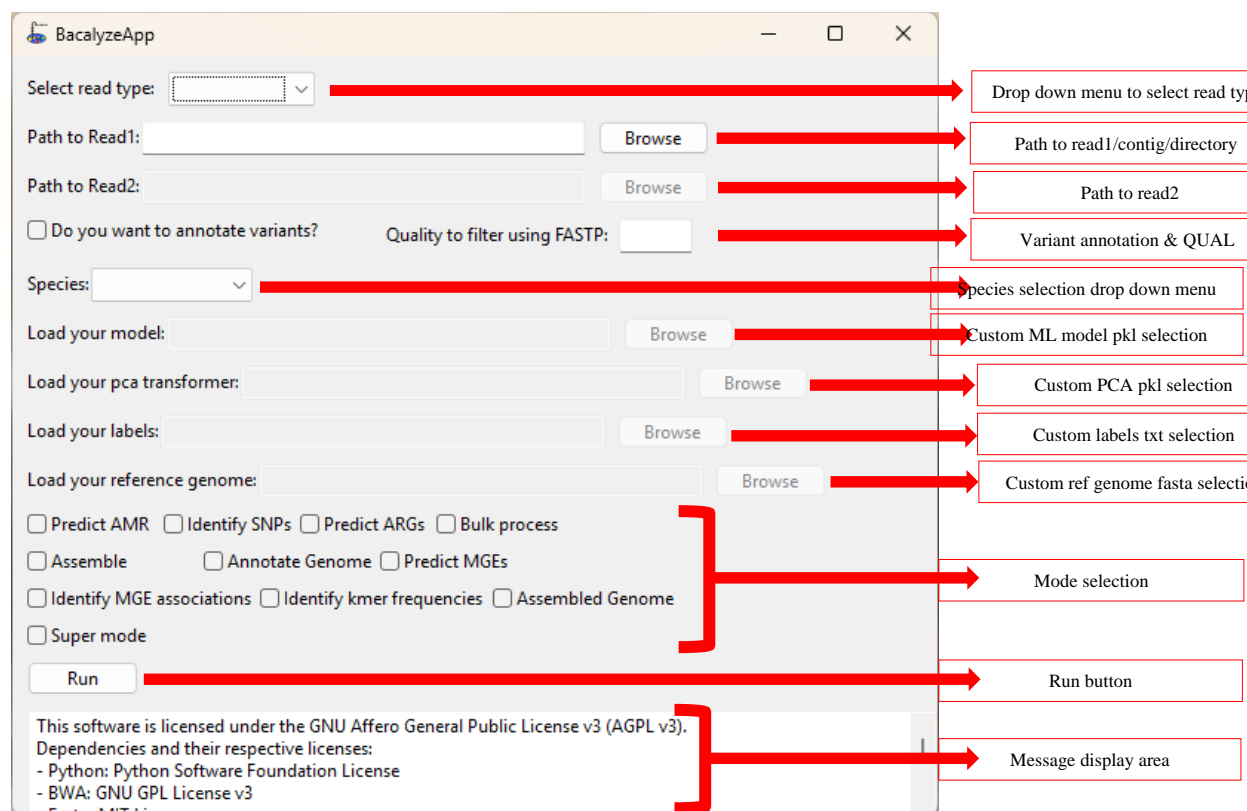 BacalyzeApp
Select read type:
Drop down menu to select read
Path to Read1:
Browse
Path to read1/contig/directory
Path to Read2:
Browse
Path to read2
Do you want to annotate variants?
Quality to filter using FASTP:
Variant annotation & QUAL
Species:
Species selection drop down menu
Load your model:
Browse
Custom ML model pkl selection
Load your pca transformer:
Browse
Custom PCA pkl selection
Load your labels:
Browse
Custom labels txt selection
Load your reference genome:
Browse
Custom ref genome fasta
Predict AMR Identify SNPs Predict ARGs Bulk process
Assemble Annotate Genome Predict MGEs
Mode selection
Identify MGE associations Identify kmer frequencies Assembled Genome
Super mode
Run
Run button
This software is licensed under the GNU Affero General Public License v3 (AGPL v3).
Dependencies and their respective licenses:
Message display area
- Python: Python Software Foundation License
- BWA: GNU GPL License v3